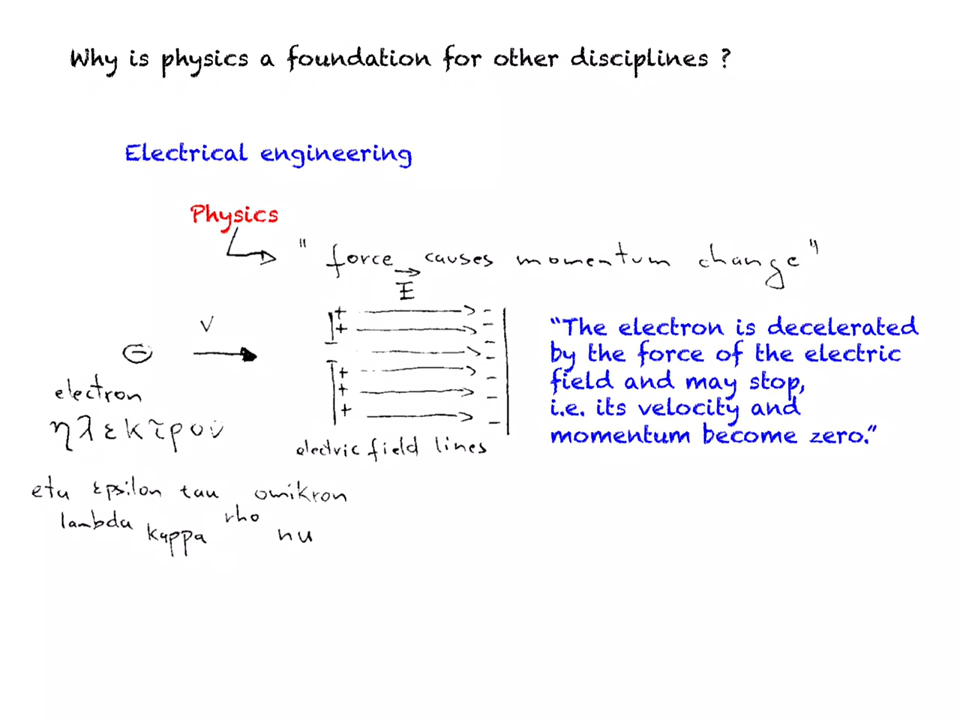 Why is physics a foundation for other disciplines ?
Electrical engineering
Physics
" force causes momentum change "
E
+ -
+ -
V
-
-
+ -
+ -
+ -
electron
ηλεκτρον
electric field lines
"The electron is decelerated
by the force of the electric
field and may stop,
i.e. its velocity and
momentum become zero."
eta epsilon tau omikron
lambda kappa rho nu